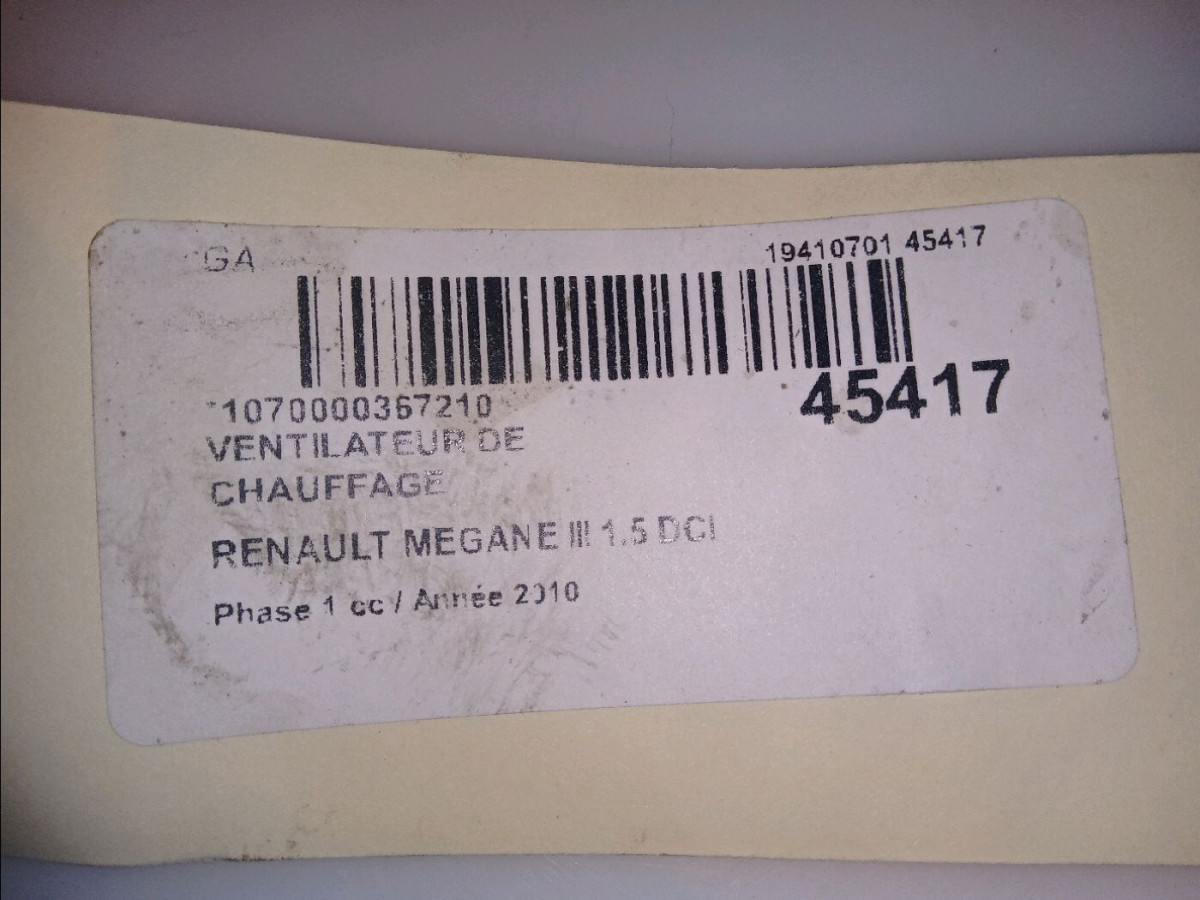 GA
19410701 45417
45417
*1070000367210
VENTILATEUR DE
CHAUFFAGE
RENAULT MEGANE III 1.5 DCI
Phase 1 cc / Année 2010